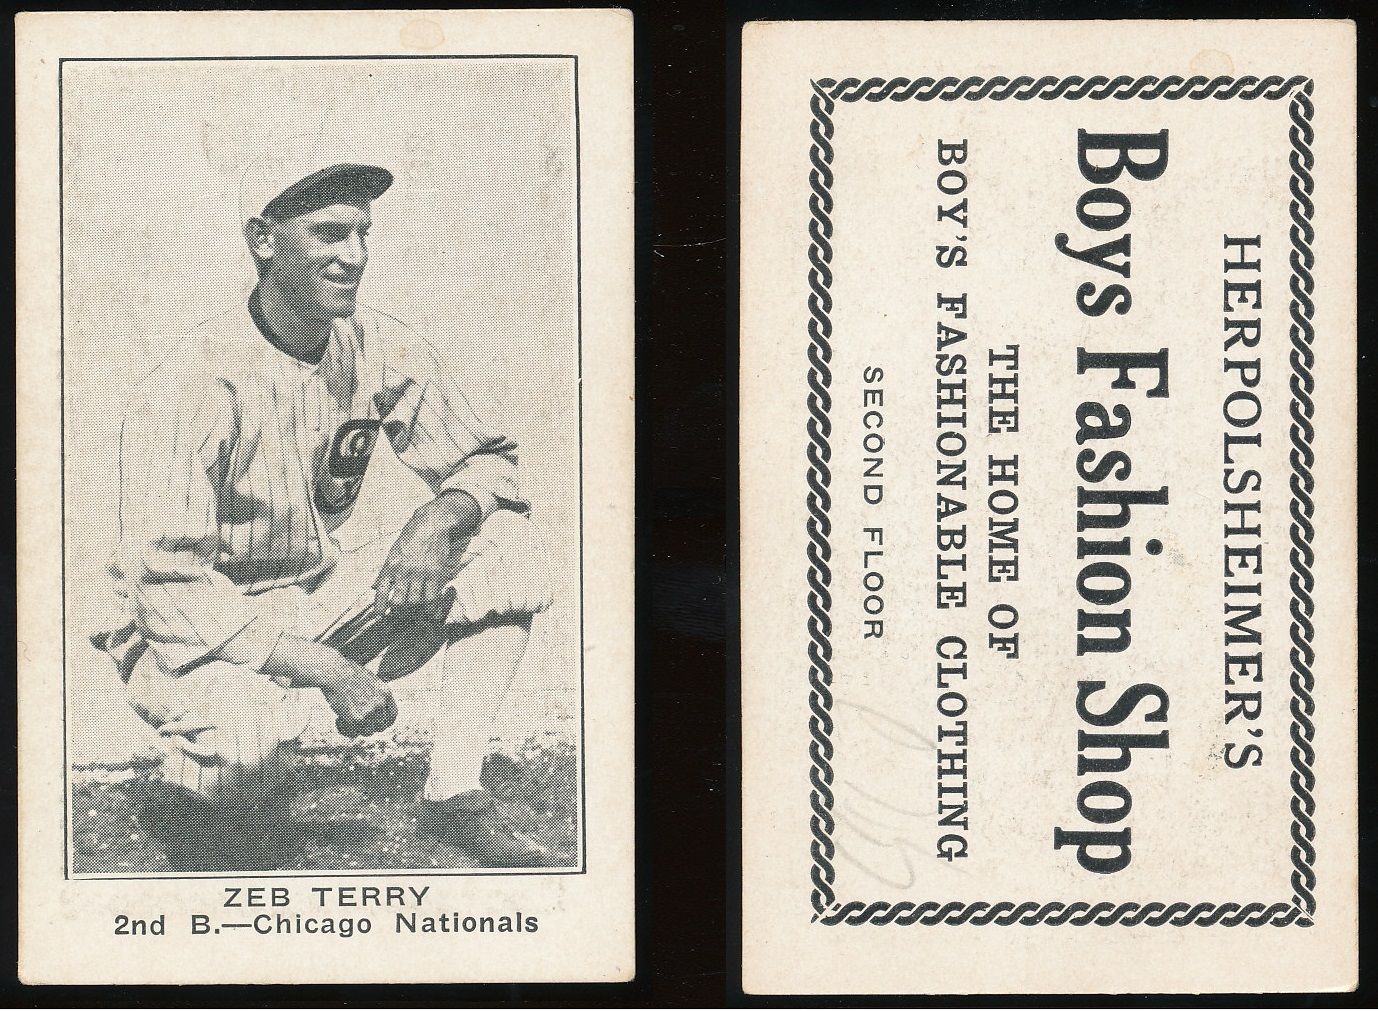 ZEB TERRY
2nd B.—Chicago Nationals
HERPOLSHEIMER'S
Boys Fashion Shop
THE HOME OF
BOY'S FASHIONABLE CLOTHING
SECOND FLOOR